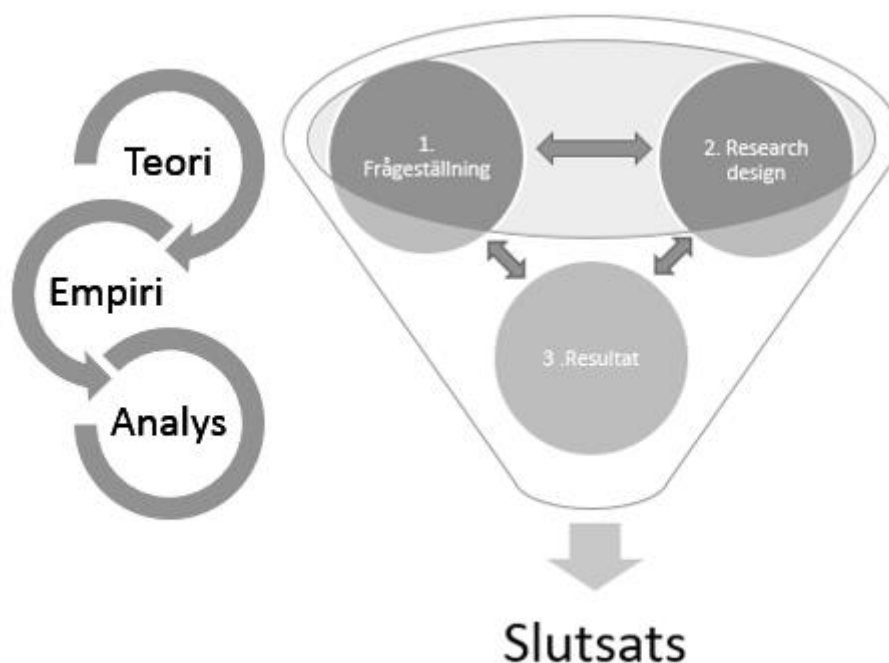 Teori
Empiri
Analys
1.
Frågeställning
2. Research
design
3 .Resultat
Slutsats